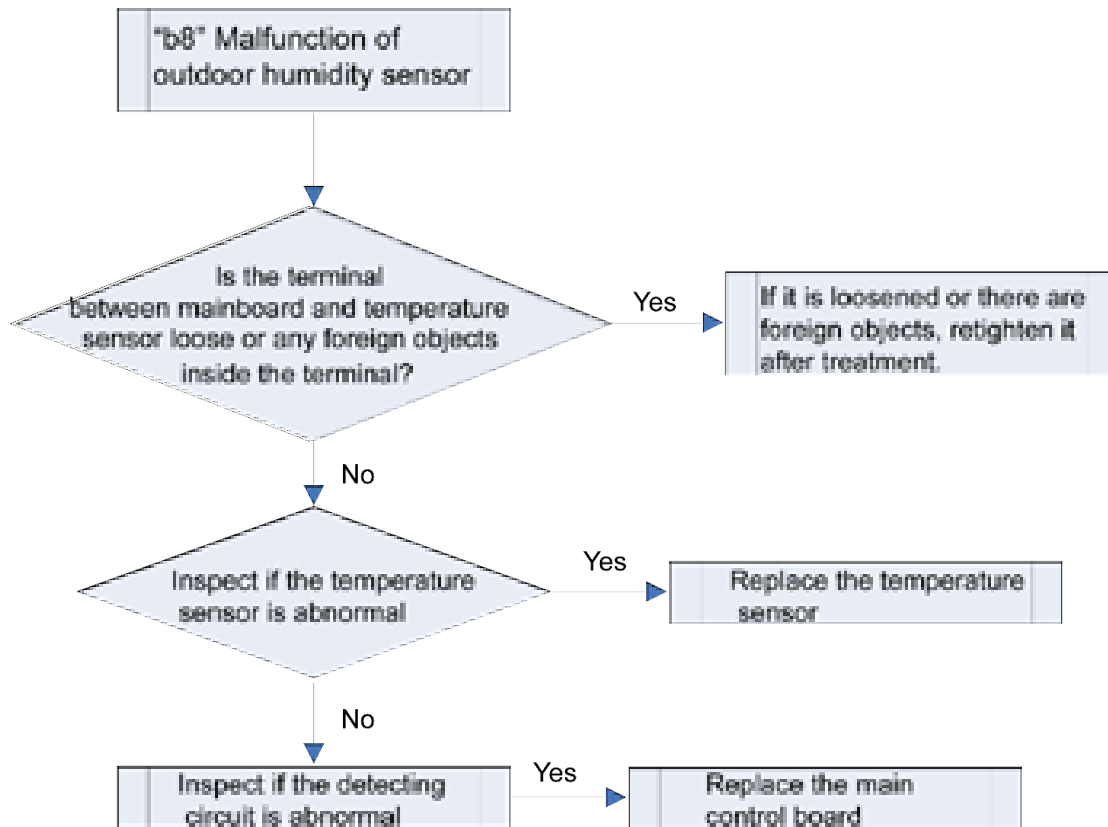 "b8" Malfunction of
outdoor humidity sensor
Is the terminal
between mainboard and temperature
sensor loose or any foreign objects
inside the terminal?
Yes
If it is loosened or there are
foreign objects, retighten it
after treatment.
No
Inspect if the temperature
sensor is abnormal
Yes
Replace the temperature
sensor
No
Inspect if the detecting
circuit is abnormal
Yes
Replace the main
control board